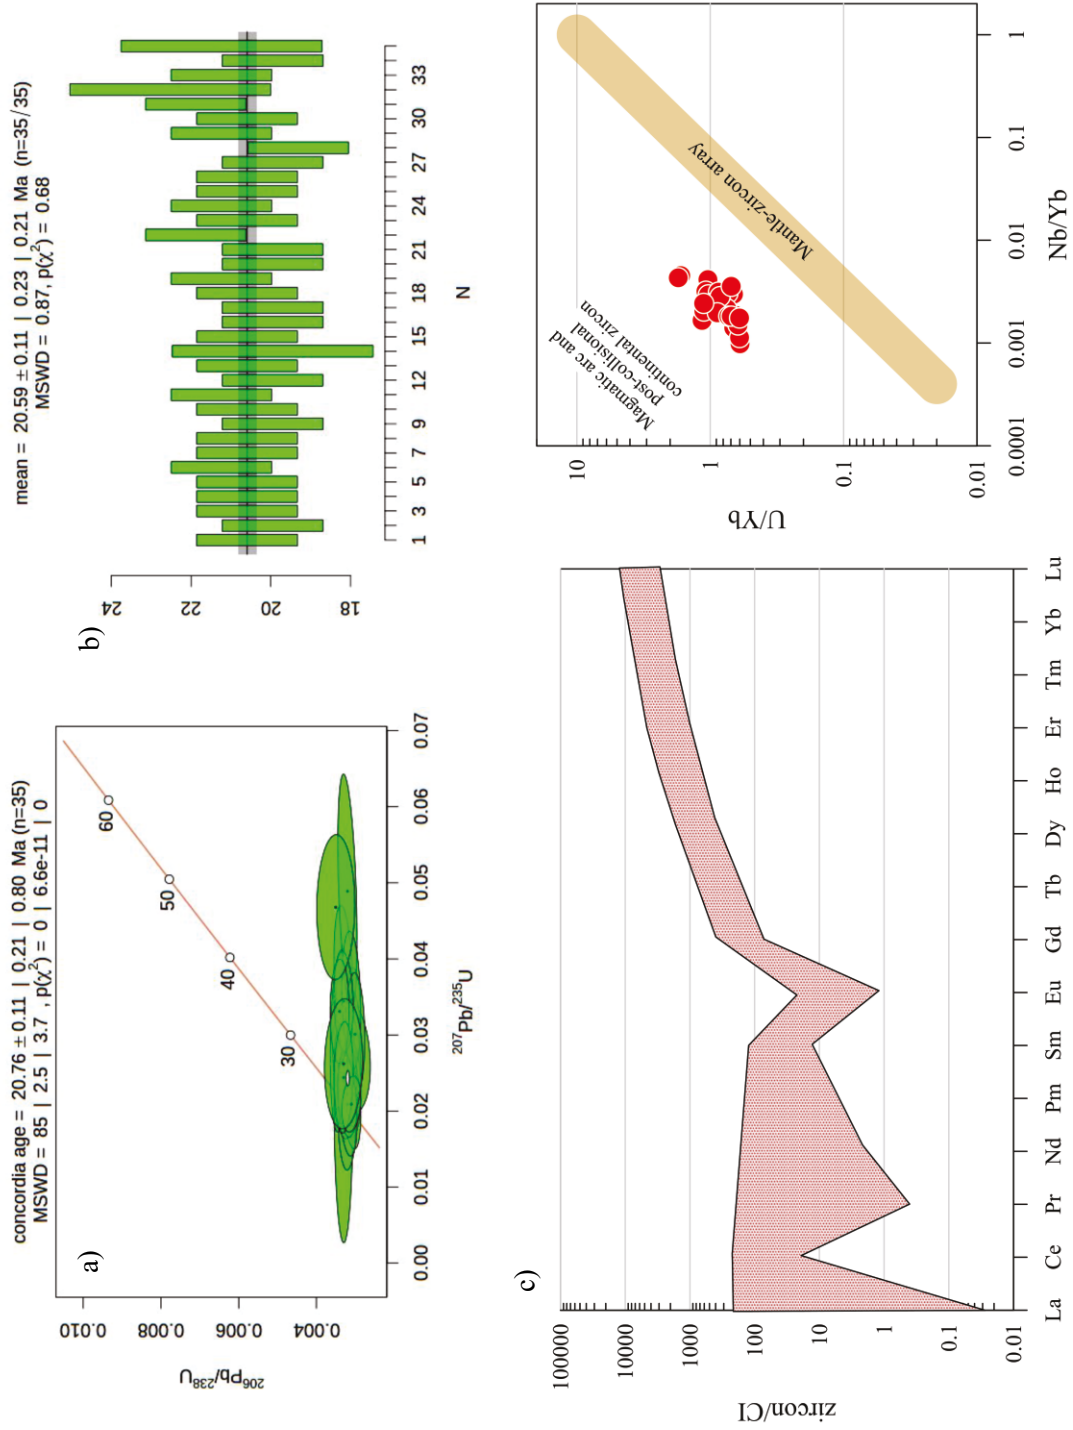 concordia age = 20.76 ± 0.11 | 0.21 | 0.80 Ma (n=35)
MSWD = 85 | 2.5 | 3.7 , p(χ²) = 0 | 6.6e-11 | 0
a)
0.010
0.008
0.006
0.004
²⁰⁶Pb/²³⁸U
60
50
40
30
0.00
0.01
0.02
0.03
0.04
0.05
0.06
0.07
²⁰⁷Pb/²³⁵U
mean = 20.59 ± 0.11 | 0.23 | 0.21 Ma (n=35/35)
MSWD = 0.87, p(χ²) = 0.68
b)
24
22
20
18
1
3
5
7
9
12
15
18
21
24
27
30
33
N
c)
100000
10000
1000
100
10
1
0.1
0.01
zircon/CI
La
Ce
Pr
Nd
Pm
Sm
Eu
Gd
Tb
Dy
Ho
Er
Tm
Yb
Lu
10
1
0.1
0.01
U/Yb
Magmatic arc and
post-collisional
continental zircon
Mantle-zircon array
0.0001
0.001
0.01
0.1
1
Nb/Yb